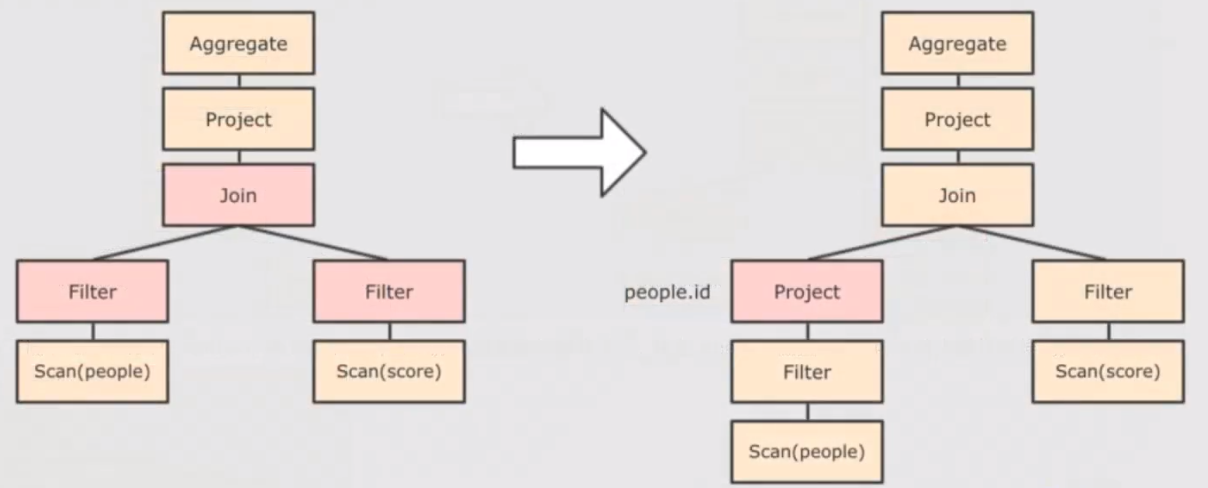 Aggregate
Project
Join
Filter
Filter
Scan(people)
Scan(score)
Aggregate
Project
Join
people.id
Project
Filter
Filter
Scan(score)
Scan(people)